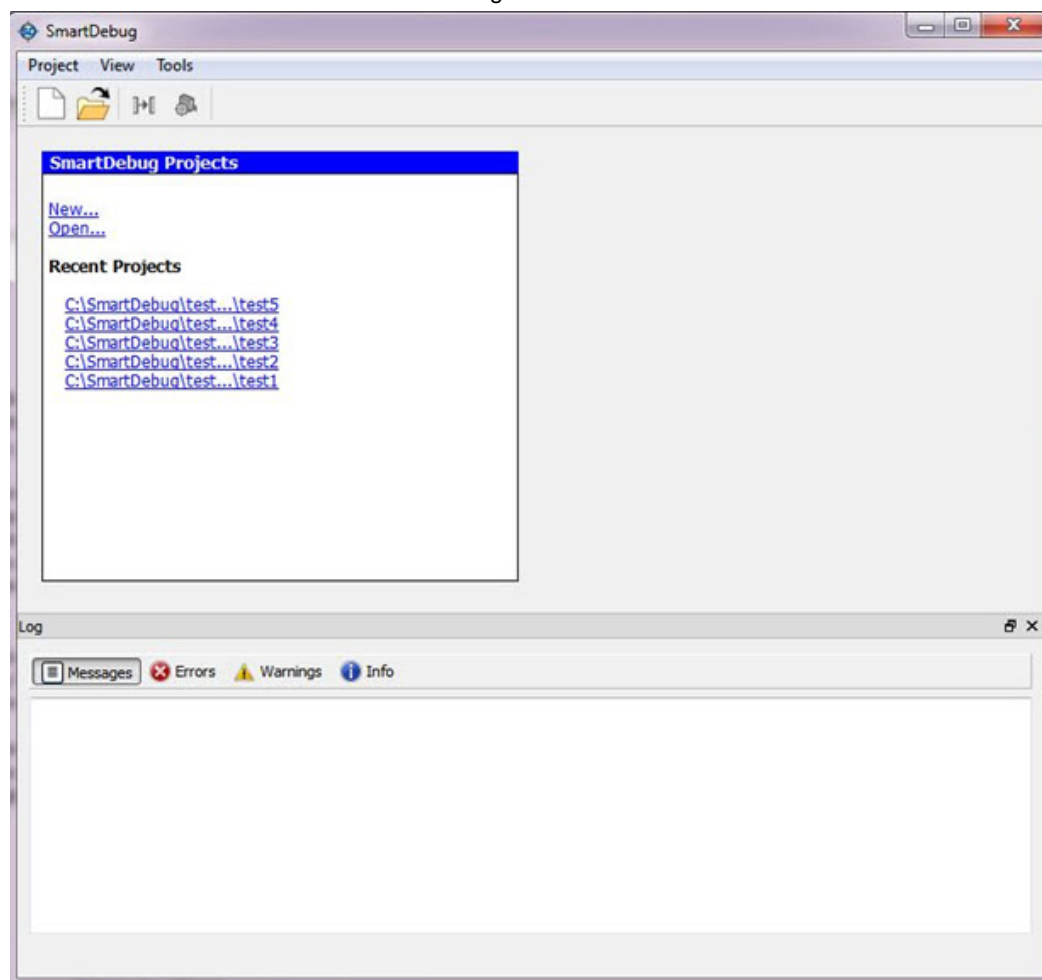 SmartDebug
Project View Tools
SmartDebug Projects
New...
Open...
Recent Projects
C:\SmartDebug\test...\test5
C:\SmartDebug\test...\test4
C:\SmartDebug\test...\test3
C:\SmartDebug\test...\test2
C:\SmartDebug\test...\test1
Log
Messages Errors Warnings Info